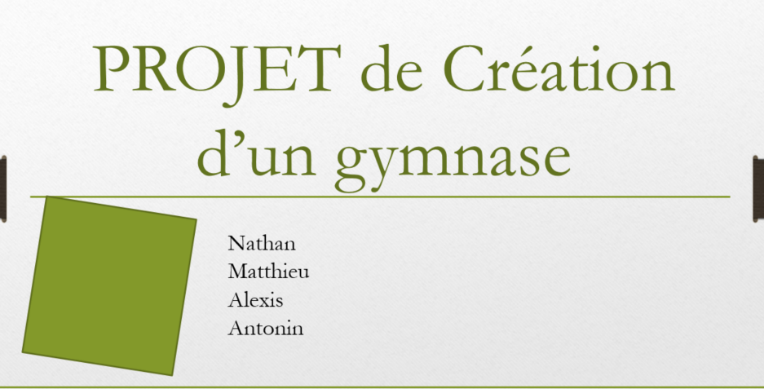 PROJET de Création
d’un gymnase
Nathan
Matthieu
Alexis
Antonin